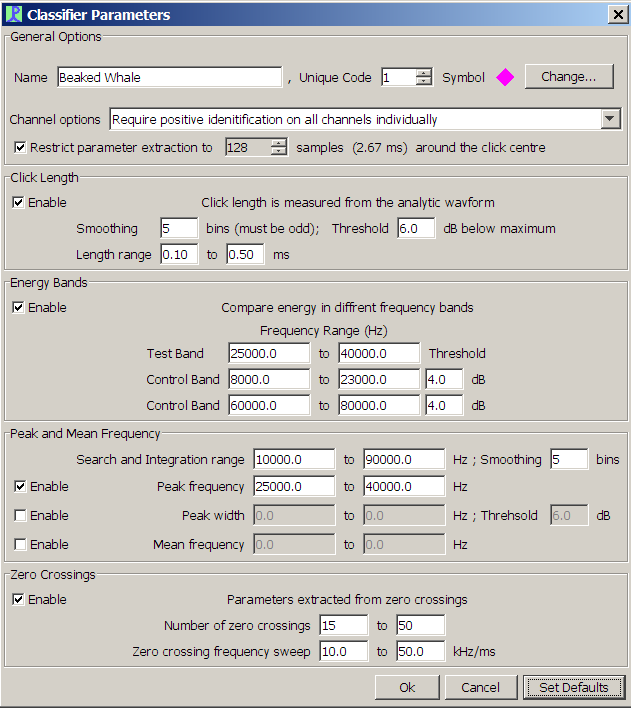 Classifier Parameters
General Options
Name Beaked Whale , Unique Code 1 Symbol Change...
Channel options Require positive idenitification on all channels individually
Restrict parameter extraction to 128 samples (2.67 ms) around the click centre
Click Length
Enable Click length is measured from the analytic wavform
Smoothing 5 bins (must be odd); Threshold 6.0 dB below maximum
Length range 0.10 to 0.50 ms
Energy Bands
Enable Compare energy in diffrent frequency bands
Frequency Range (Hz)
Test Band 25000.0 to 40000.0 Threshold
Control Band 8000.0 to 23000.0 4.0 dB
Control Band 60000.0 to 80000.0 4.0 dB
Peak and Mean Frequency
Search and Integration range 10000.0 to 90000.0 Hz ; Smoothing 5 bins
Enable Peak frequency 25000.0 to 40000.0 Hz
Enable Peak width 0.0 to 0.0 Hz ; Threhsold 6.0 dB
Enable Mean frequency 0.0 to 0.0 Hz
Zero Crossings
Enable Parameters extracted from zero crossings
Number of zero crossings 15 to 50
Zero crossing frequency sweep 10.0 to 50.0 kHz/ms
Ok Cancel Set Defaults